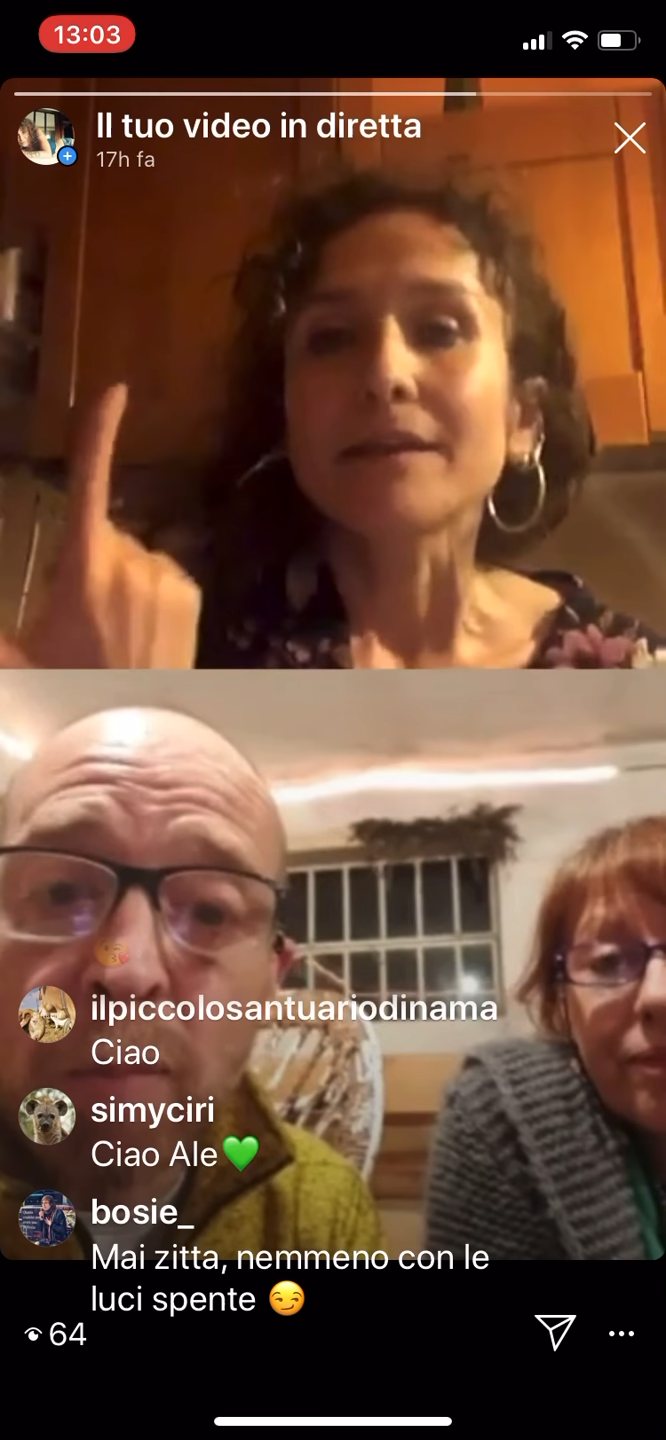 13:03
Il tuo video in diretta
17h fa
ilpiccolosantuariodinama
Ciao
simyciri
Ciao Ale💚
bosie_
Mai zitta, nemmeno con le
luci spente 😏
64